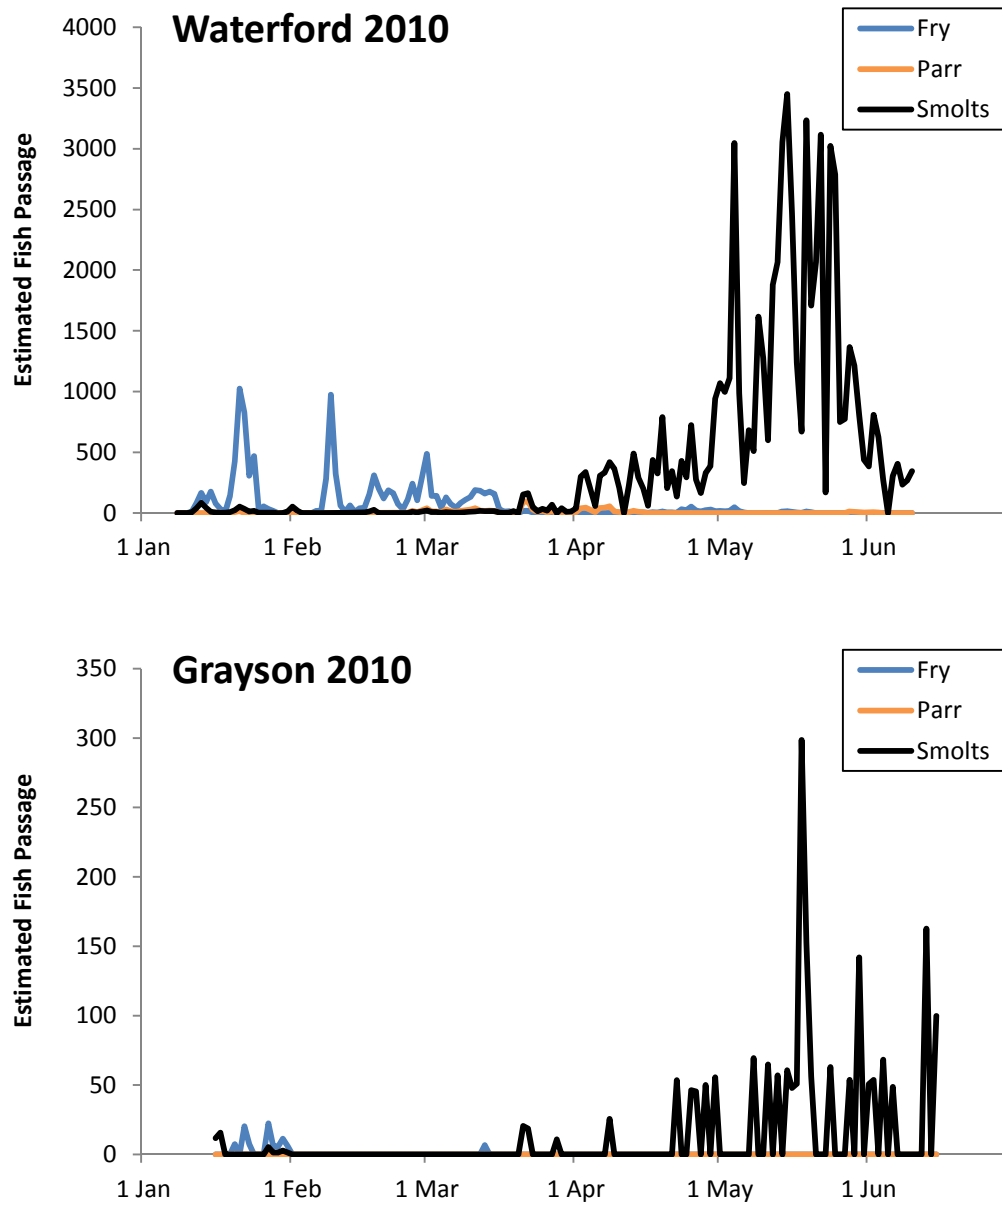 Waterford 2010
Fry
Parr
Smolts
Estimated Fish Passage
4000
3500
3000
2500
2000
1500
1000
500
0
1 Jan 1 Feb 1 Mar 1 Apr 1 May 1 Jun
Grayson 2010
Fry
Parr
Smolts
Estimated Fish Passage
350
300
250
200
150
100
50
0
1 Jan 1 Feb 1 Mar 1 Apr 1 May 1 Jun